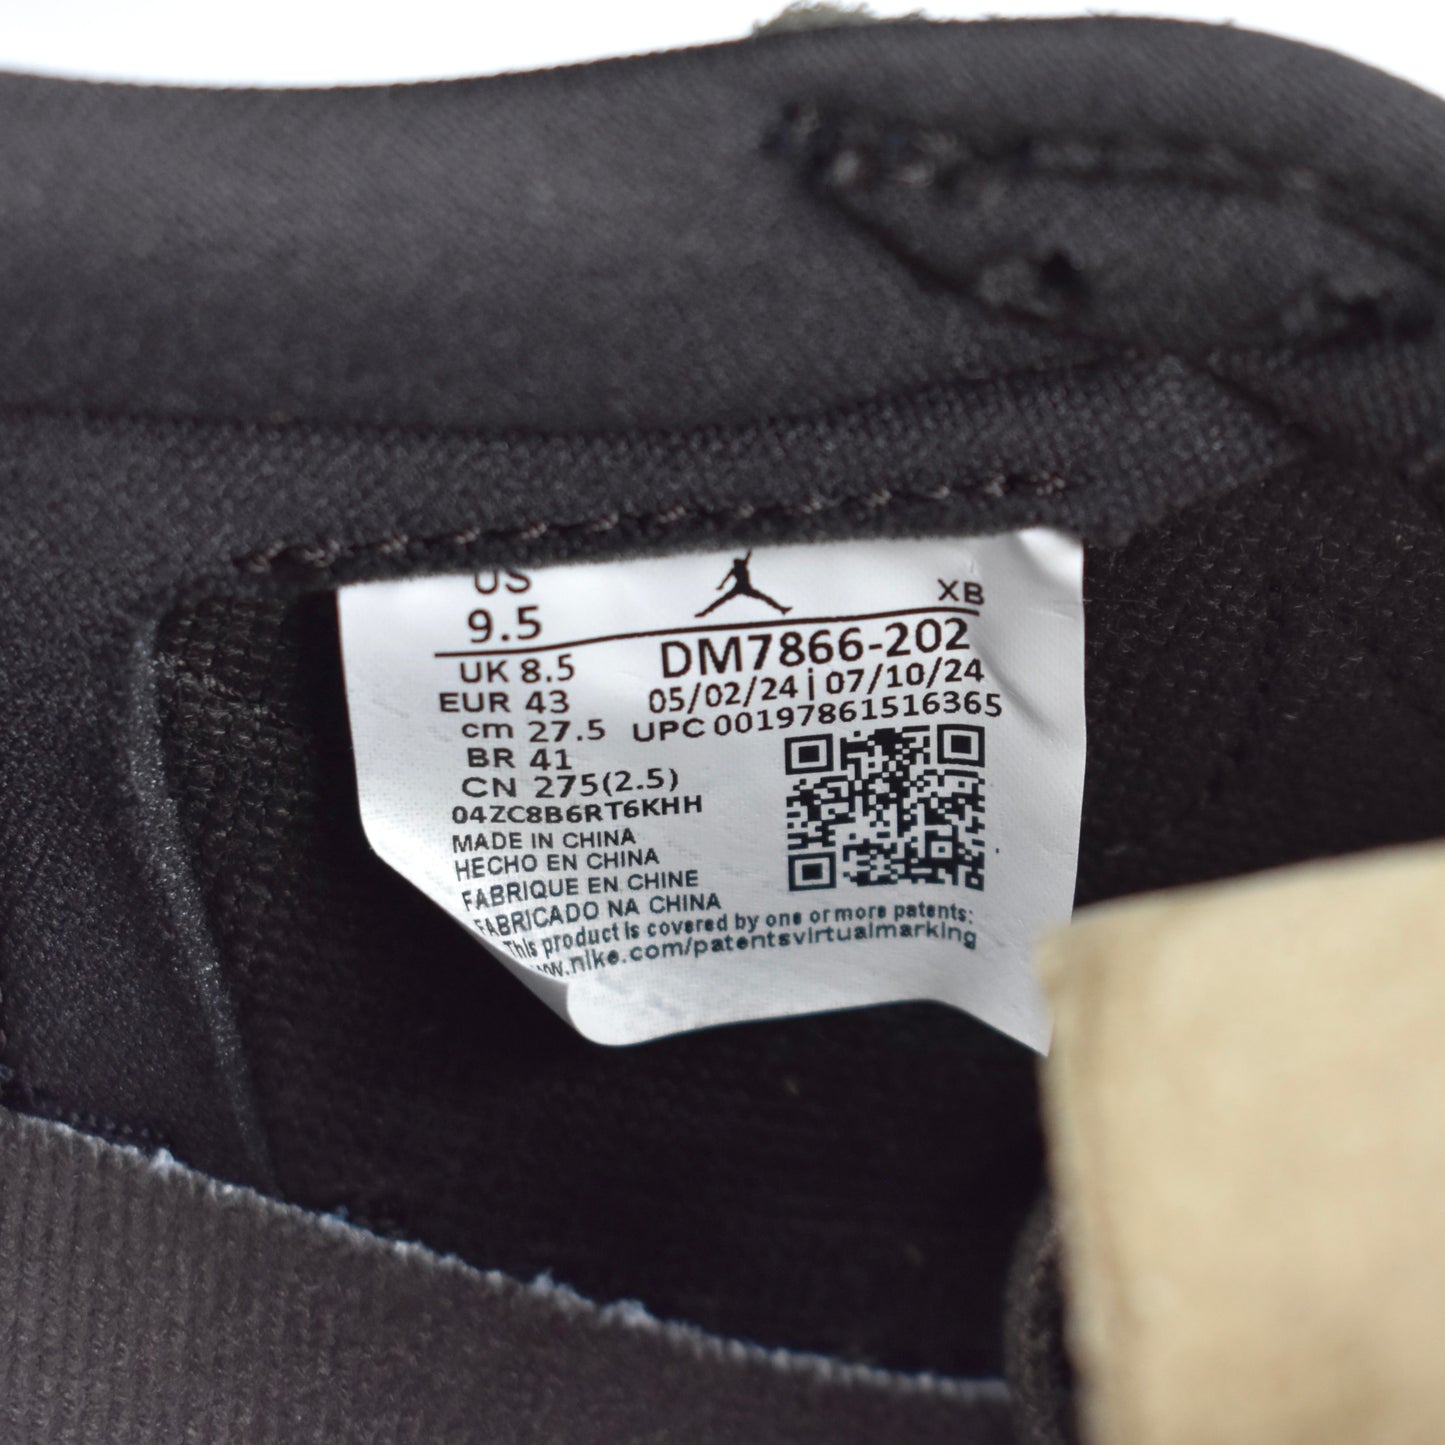 US
9.5
XB
DM7866-202
UK 8.5
05/02/24 | 07/10/24
EUR 43
UPC 00197861516365
cm 27.5
BR 41
CN 275(2.5)
04ZC8B6RT6KHH
MADE IN CHINA
HECHO EN CHINA
FABRIQUE EN CHINE
FABRICADO NA CHINA
This product is covered by one or more patents:
www.nike.com/patentsvirtualmarking